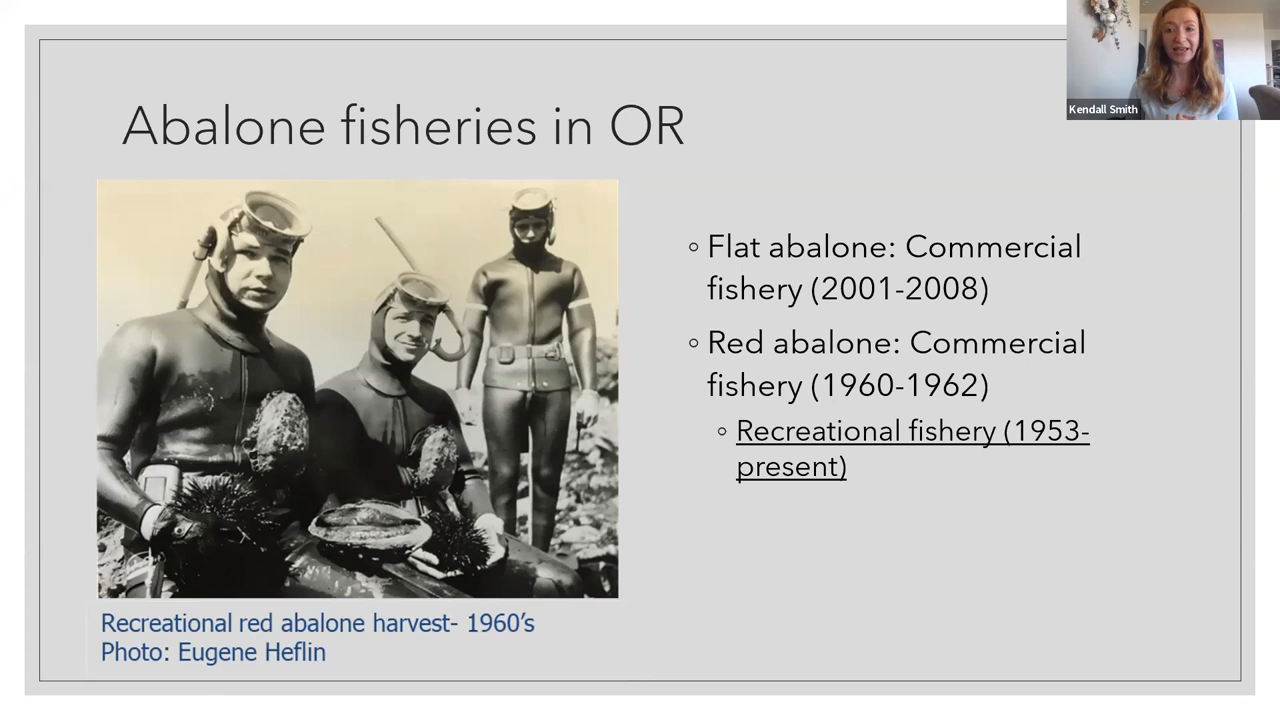 Kendall Smith
Abalone fisheries in OR
◦ Flat abalone: Commercial
fishery (2001-2008)
◦ Red abalone: Commercial
fishery (1960-1962)
◦ Recreational fishery (1953-
present)
Recreational red abalone harvest- 1960's
Photo: Eugene Heflin